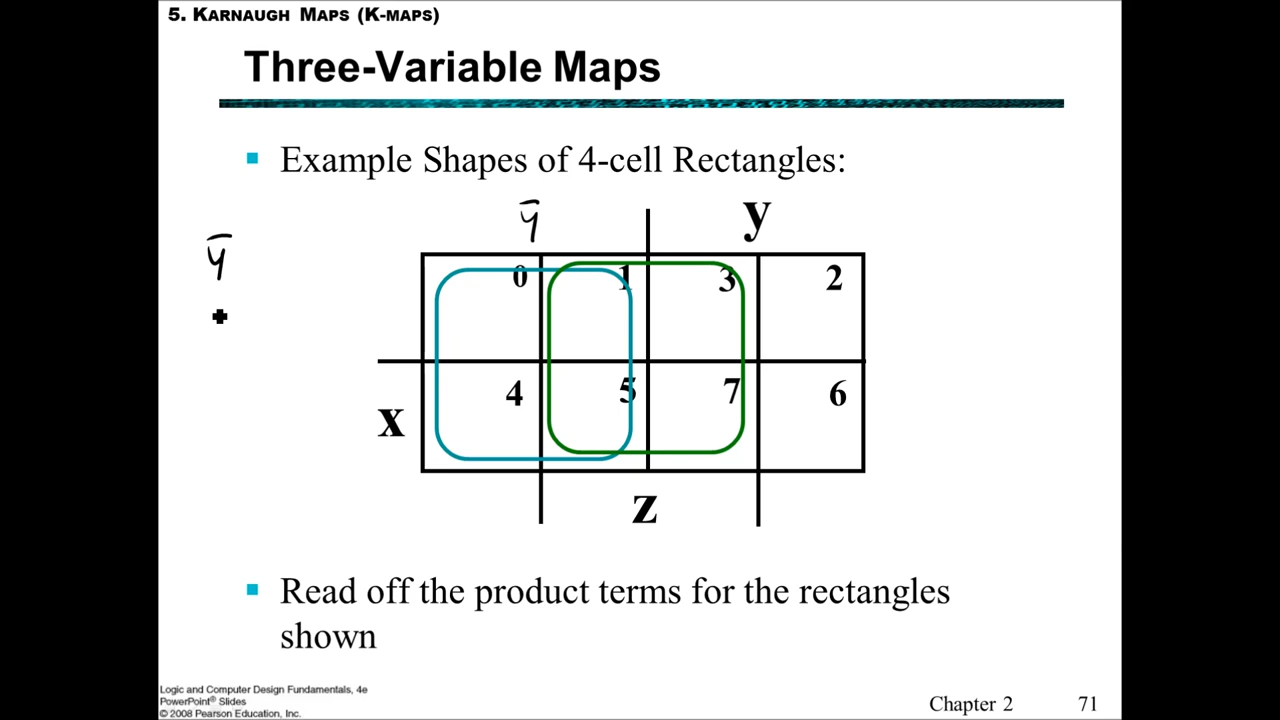 5. KARNAUGH MAPS (K-MAPS)
Three-Variable Maps
Example Shapes of 4-cell Rectangles:
ȳ y
ȳ
0 1 3 2
4 5 7 6
x
z
Read off the product terms for the rectangles
shown
Logic and Computer Design Fundamentals, 4e
PowerPoint® Slides
© 2008 Pearson Education, Inc.
Chapter 2 71